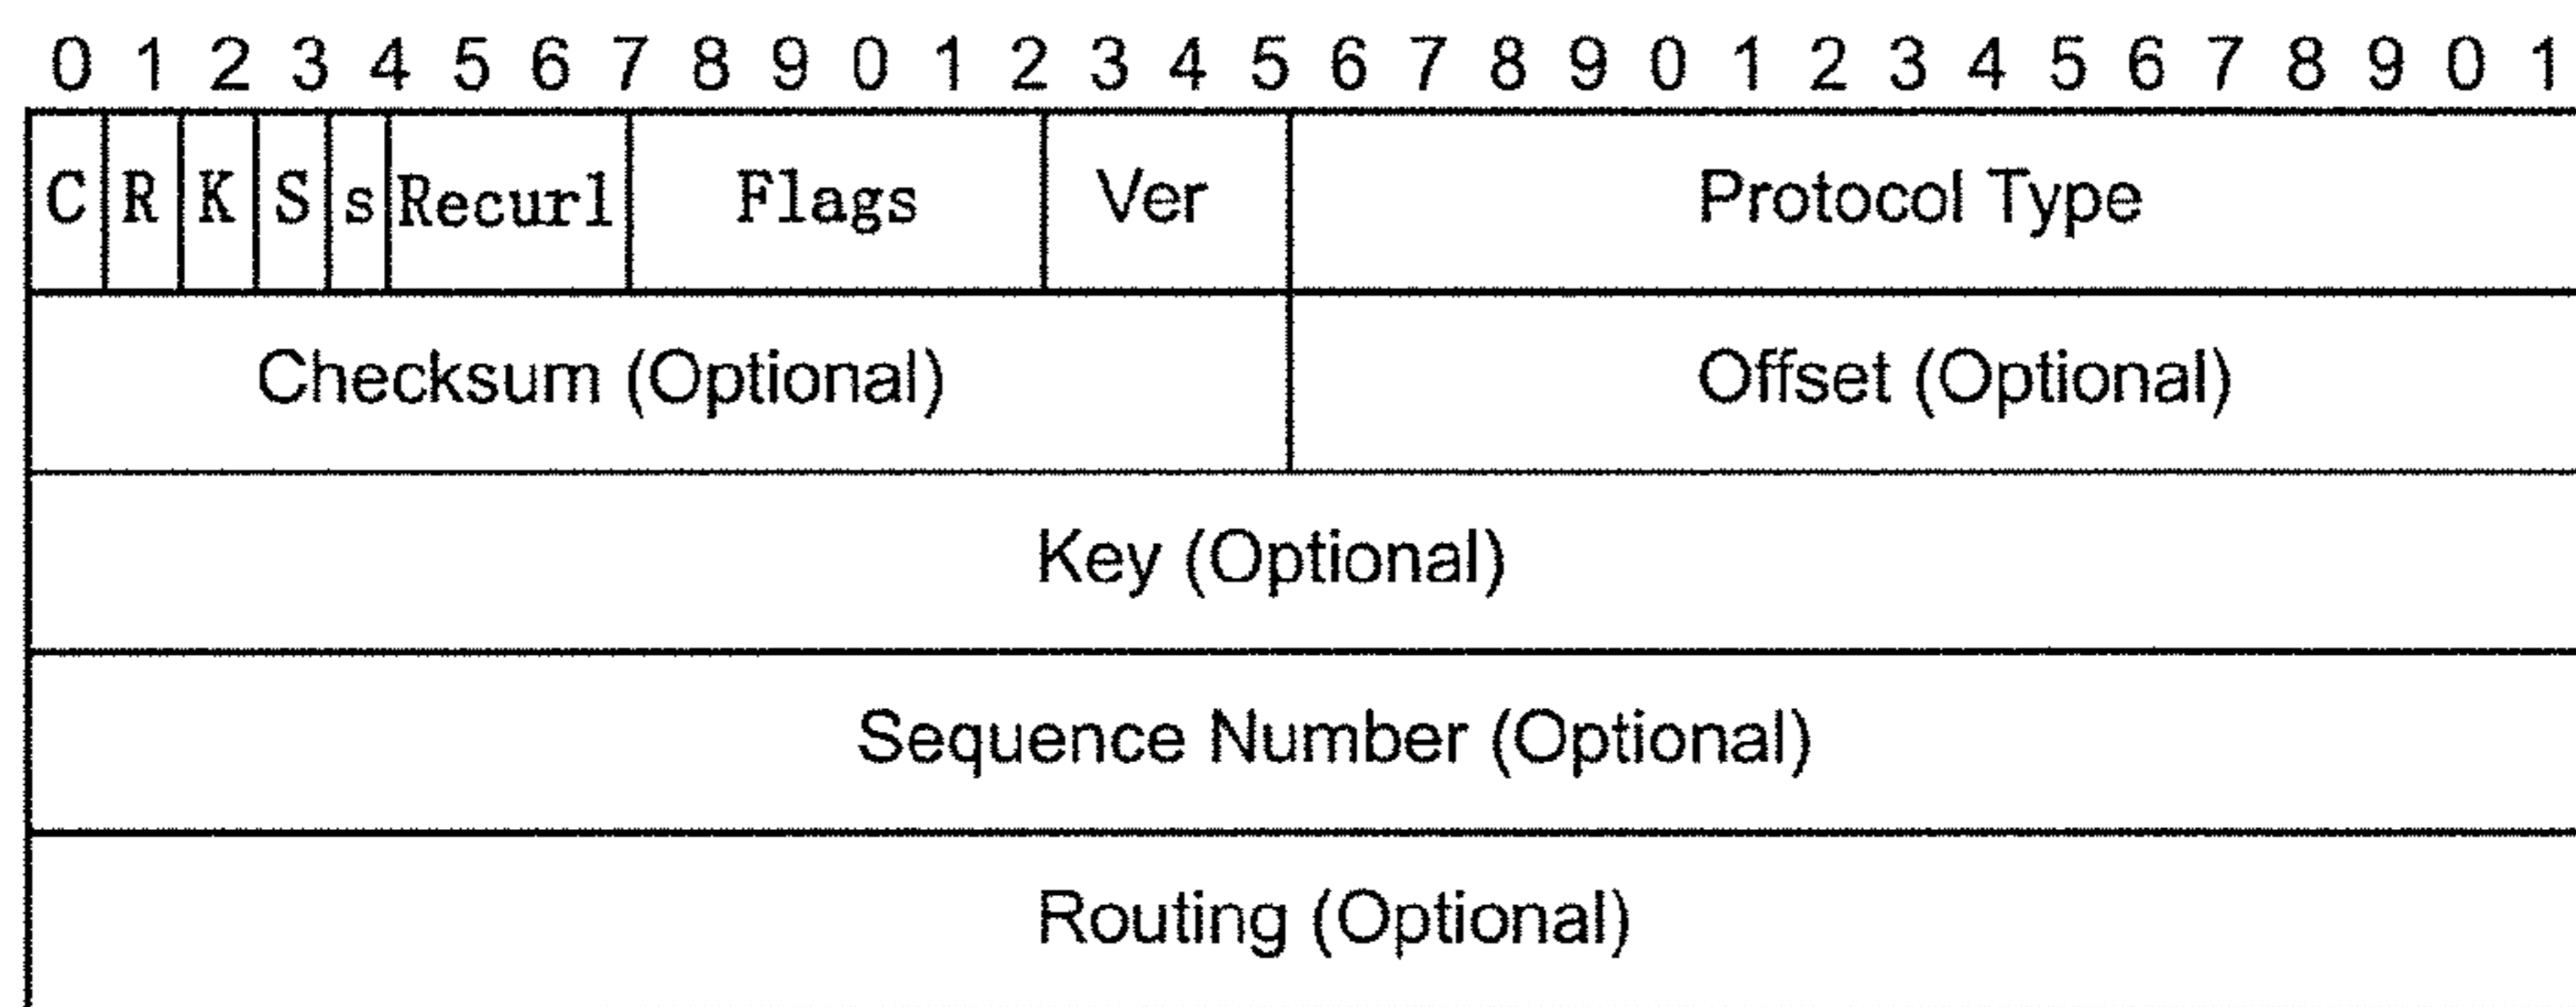 0 1 2 3 4 5 6 7 8 9 0 1 2 3 4 5 6 7 8 9 0 1 2 3 4 5 6 7 8 9 0 1
C R K S s Recurl Flags Ver Protocol Type
Checksum (Optional) Offset (Optional)
Key (Optional)
Sequence Number (Optional)
Routing (Optional)